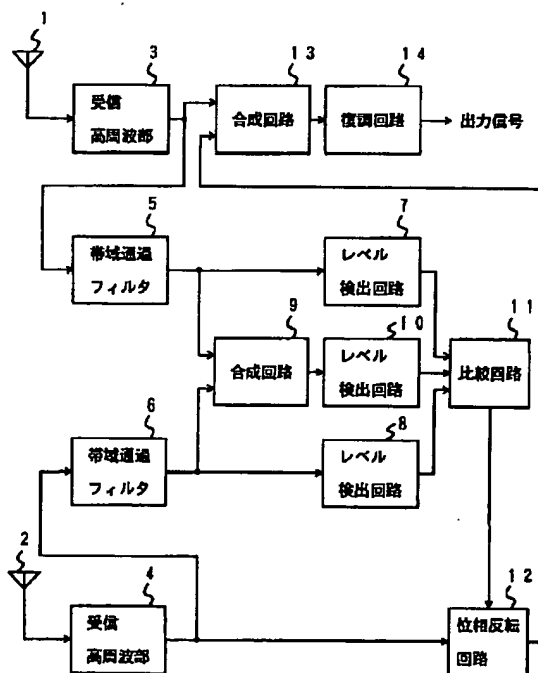 1
3
受信
高周波部
13
合成回路
14
復調回路
出力信号
5
帯域通過
フィルタ
7
レベル
検出回路
9
合成回路
10
レベル
検出回路
11
比較回路
6
帯域通過
フィルタ
8
レベル
検出回路
2
4
受信
高周波部
12
位相反転
回路